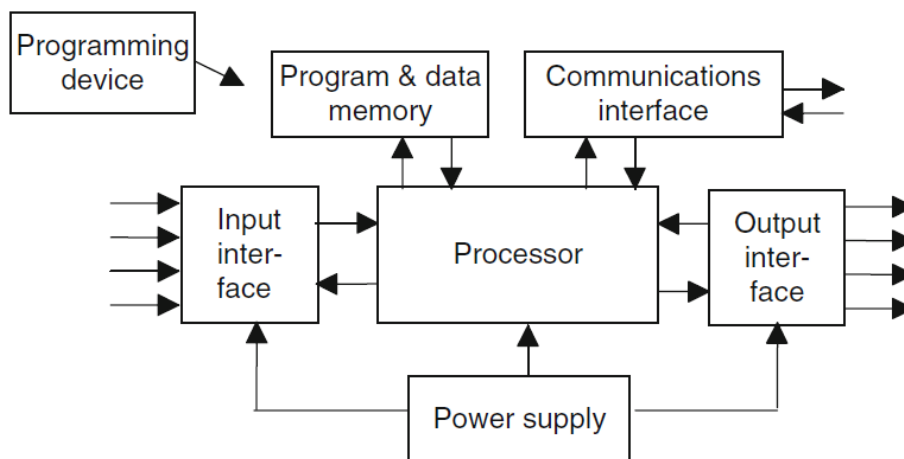 Programming
device
Program & data
memory
Communications
interface
Input
inter-
face
Processor
Output
inter-
face
Power supply